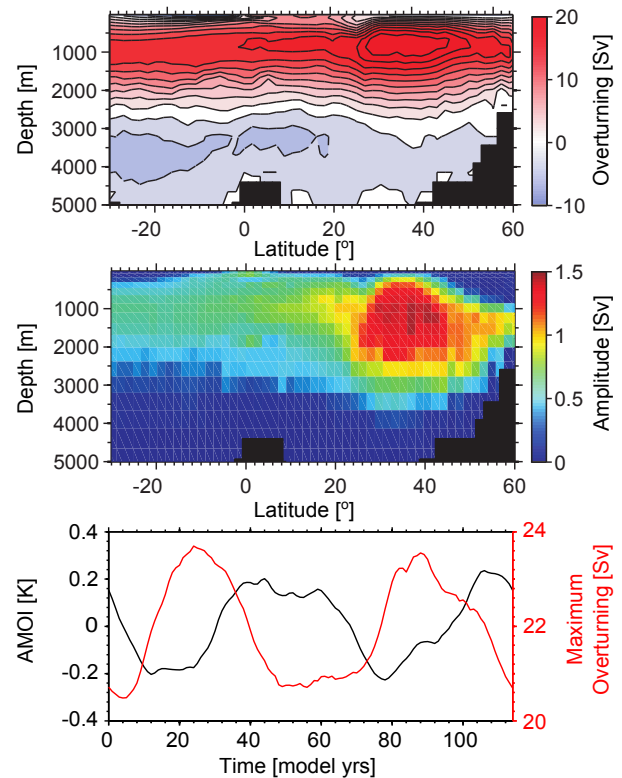 1000
2000
3000
4000
5000
Depth [m]
-20 0 20 40 60
Latitude [°]
20
10
0
-10
Overturning [Sv]
1000
2000
3000
4000
5000
Depth [m]
-20 0 20 40 60
Latitude [°]
1.5
1
0.5
0
Amplitude [Sv]
0.4
0.2
0
-0.2
-0.4
AMOI [K]
24
23
22
21
20
Maximum
Overturning [Sv]
0 20 40 60 80 100
Time [model yrs]